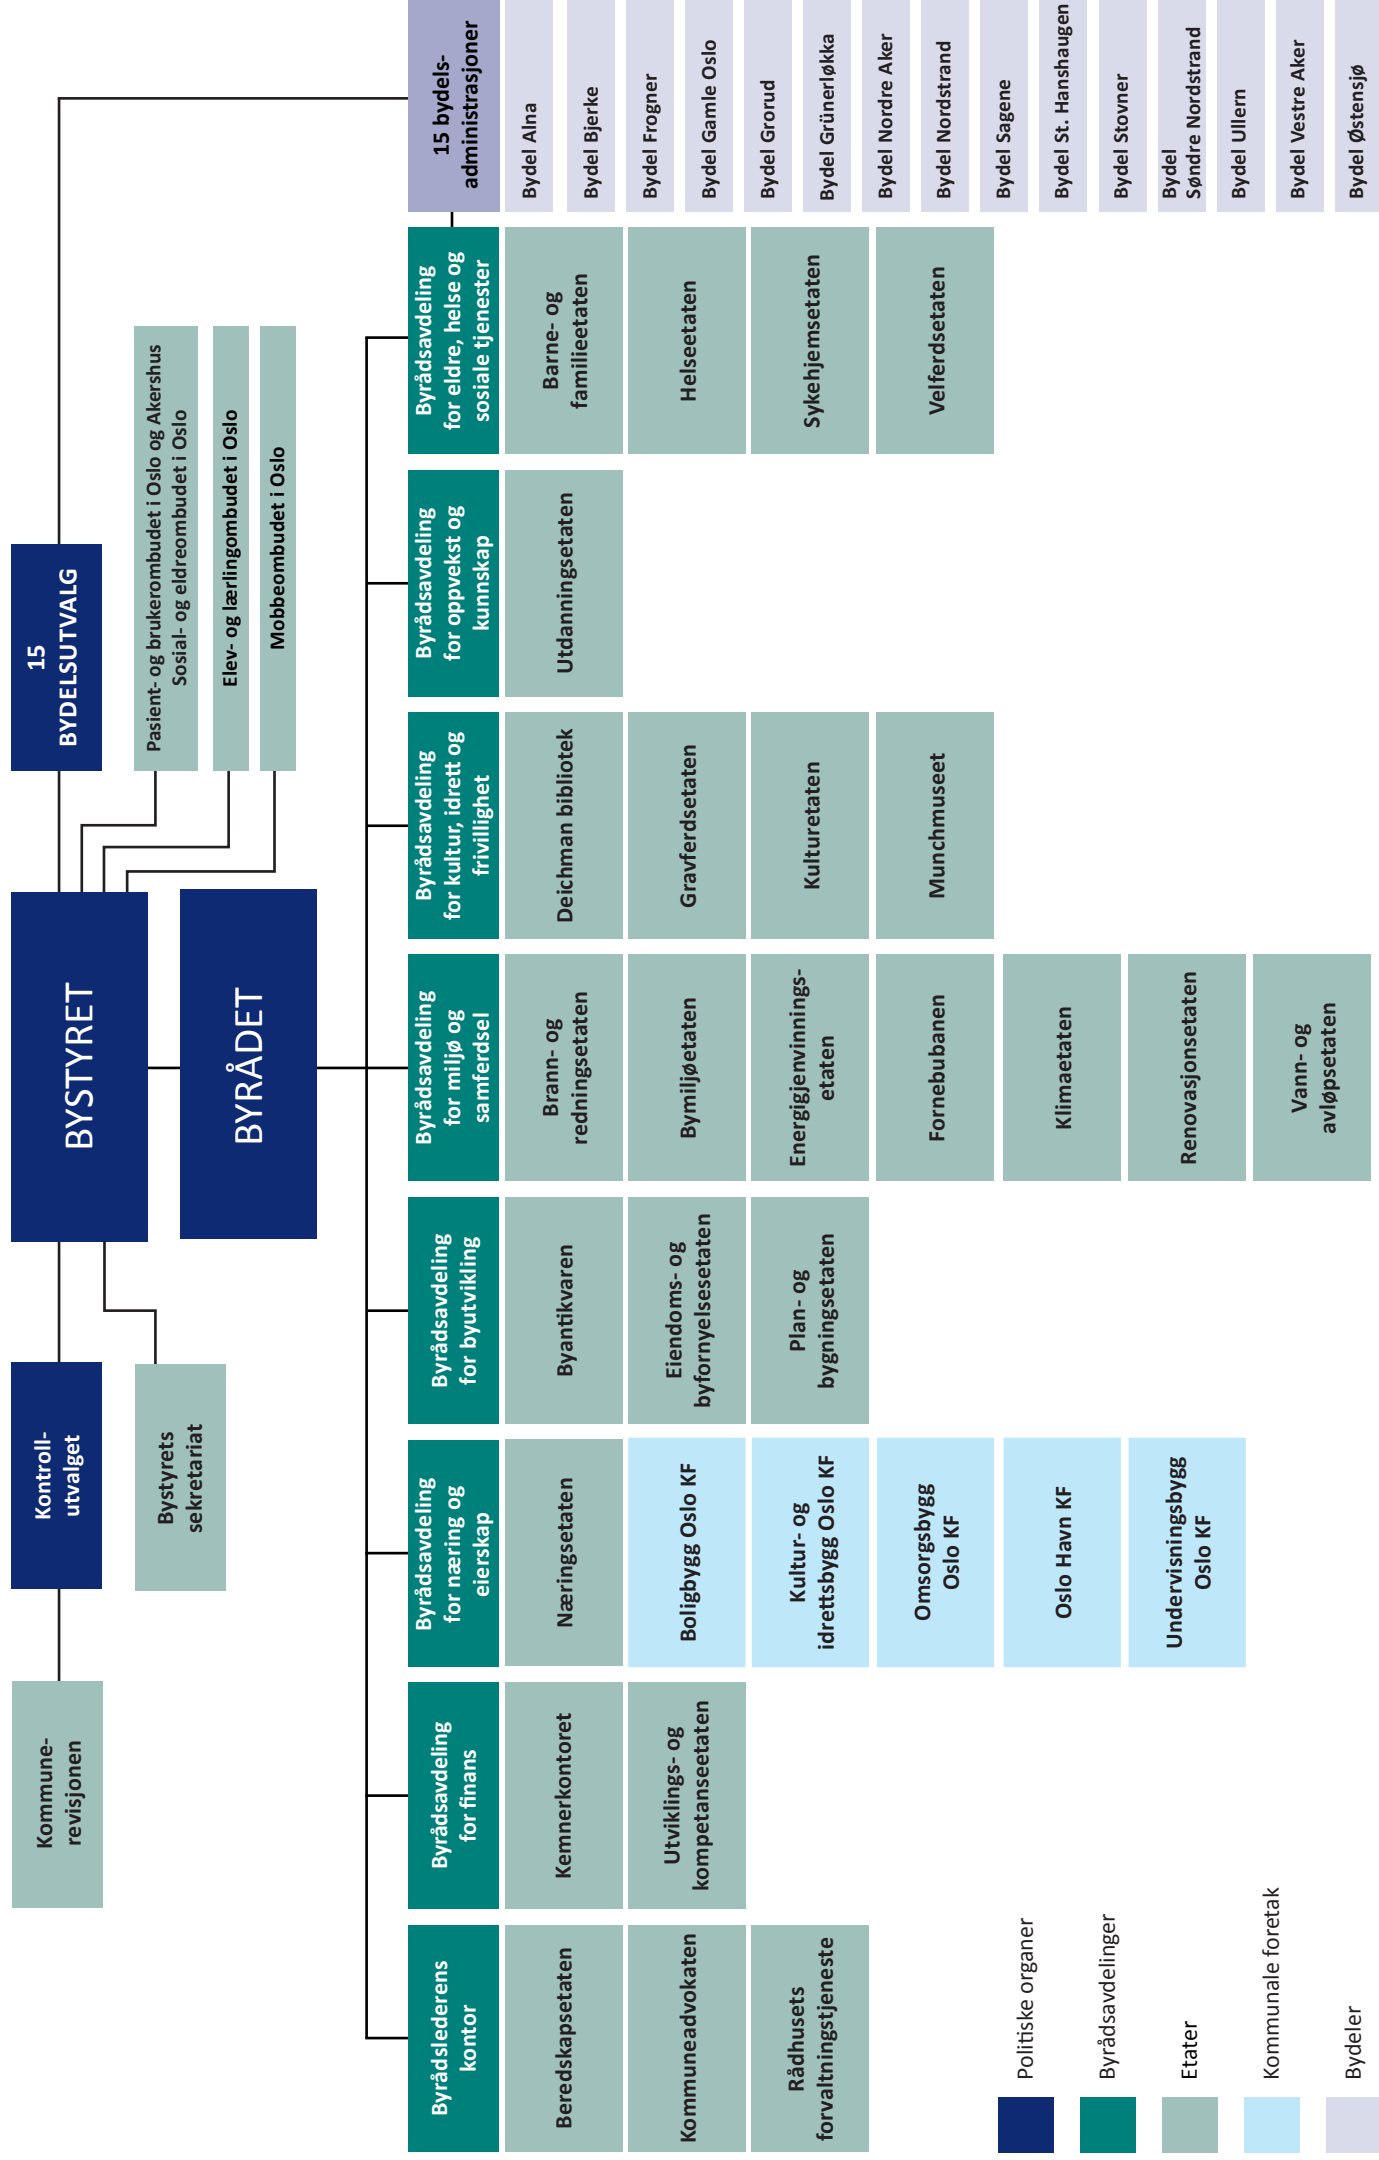 Kommune-
revisjonen
Kontroll-
utvalget
BYSTYRET
15
BYDELSUTVALG
Bystyrets
sekretariat
Pasient- og brukerombudet i Oslo og Akershus
Sosial- og eldreombudet i Oslo
Elev- og lærlingombudet i Oslo
Mobbeombudet i Oslo
BYRÅDET
Byrådslederens
kontor
Beredskapsetaten
Kommuneadvokaten
Rådhusets
forvaltningstjeneste
Byrådsavdeling
for finans
Kemnerkontoret
Utviklings- og
kompetanseetaten
Byrådsavdeling
for næring og
eierskap
Næringsetaten
Boligbygg Oslo KF
Kultur- og
idrettsbygg Oslo KF
Omsorgsbygg
Oslo KF
Oslo Havn KF
Undervisningsbygg
Oslo KF
Byrådsavdeling
for byutvikling
Byantikvaren
Eiendoms- og
byfornyelsesetaten
Plan- og
bygningsetaten
Byrådsavdeling
for miljø og
samferdsel
Brann- og
redningsetaten
Bymiljøetaten
Energigjenvinnings-
etaten
Fornebubanen
Klimaetaten
Renovasjonsetaten
Vann- og
avløpsetaten
Byrådsavdeling
for kultur, idrett og
frivillighet
Deichman bibliotek
Gravferdsetaten
Kulturetaten
Munchmuseet
Byrådsavdeling
for oppvekst og
kunnskap
Utdanningsetaten
Byrådsavdeling
for eldre, helse og
sosiale tjenester
Barne- og
familieetaten
Helseetaten
Sykehjemsetaten
Velferdsetaten
15 bydels-
administrasjoner
Bydel Alna
Bydel Bjerke
Bydel Frogner
Bydel Gamle Oslo
Bydel Grorud
Bydel Grünerløkka
Bydel Nordre Aker
Bydel Nordstrand
Bydel Sagene
Bydel St. Hanshaugen
Bydel Stovner
Bydel
Søndre Nordstrand
Bydel Ullern
Bydel Vestre Aker
Bydel Østensjø
Politiske organer
Byrådsavdelinger
Etater
Kommunale foretak
Bydeler